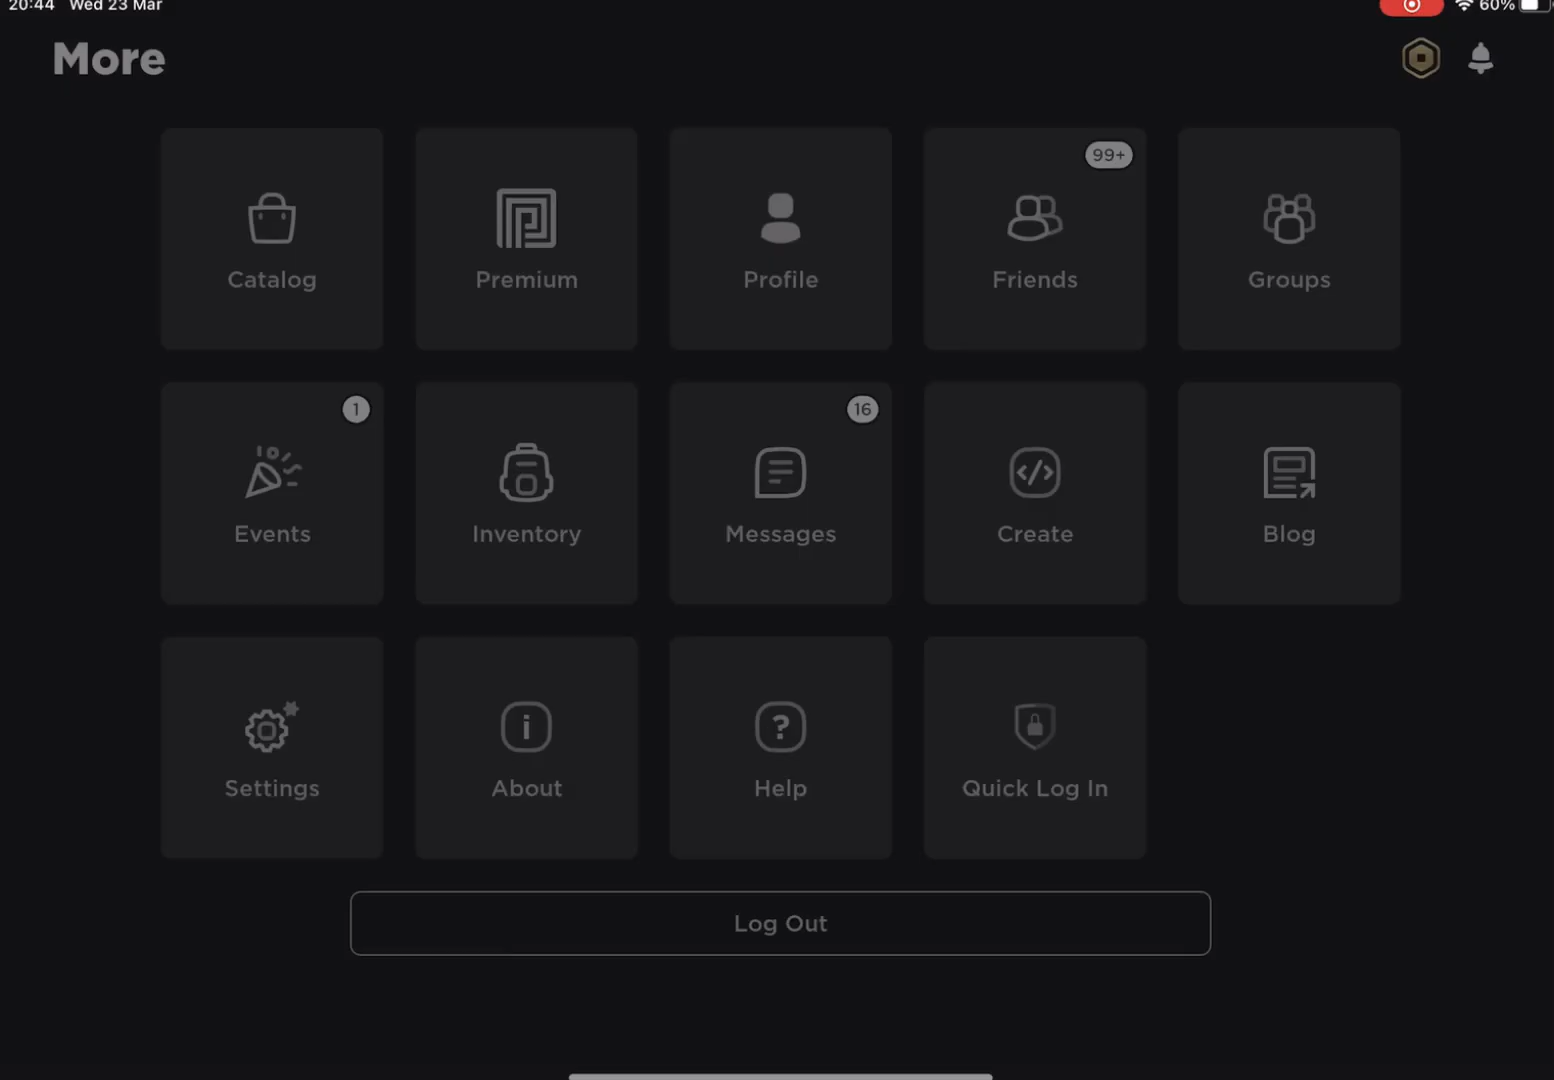 20:44 Wed 23 Mar 60%
More
99+
Catalog Premium Profile Friends Groups
1 16
Events Inventory Messages Create Blog
Settings About Help Quick Log In
Log Out